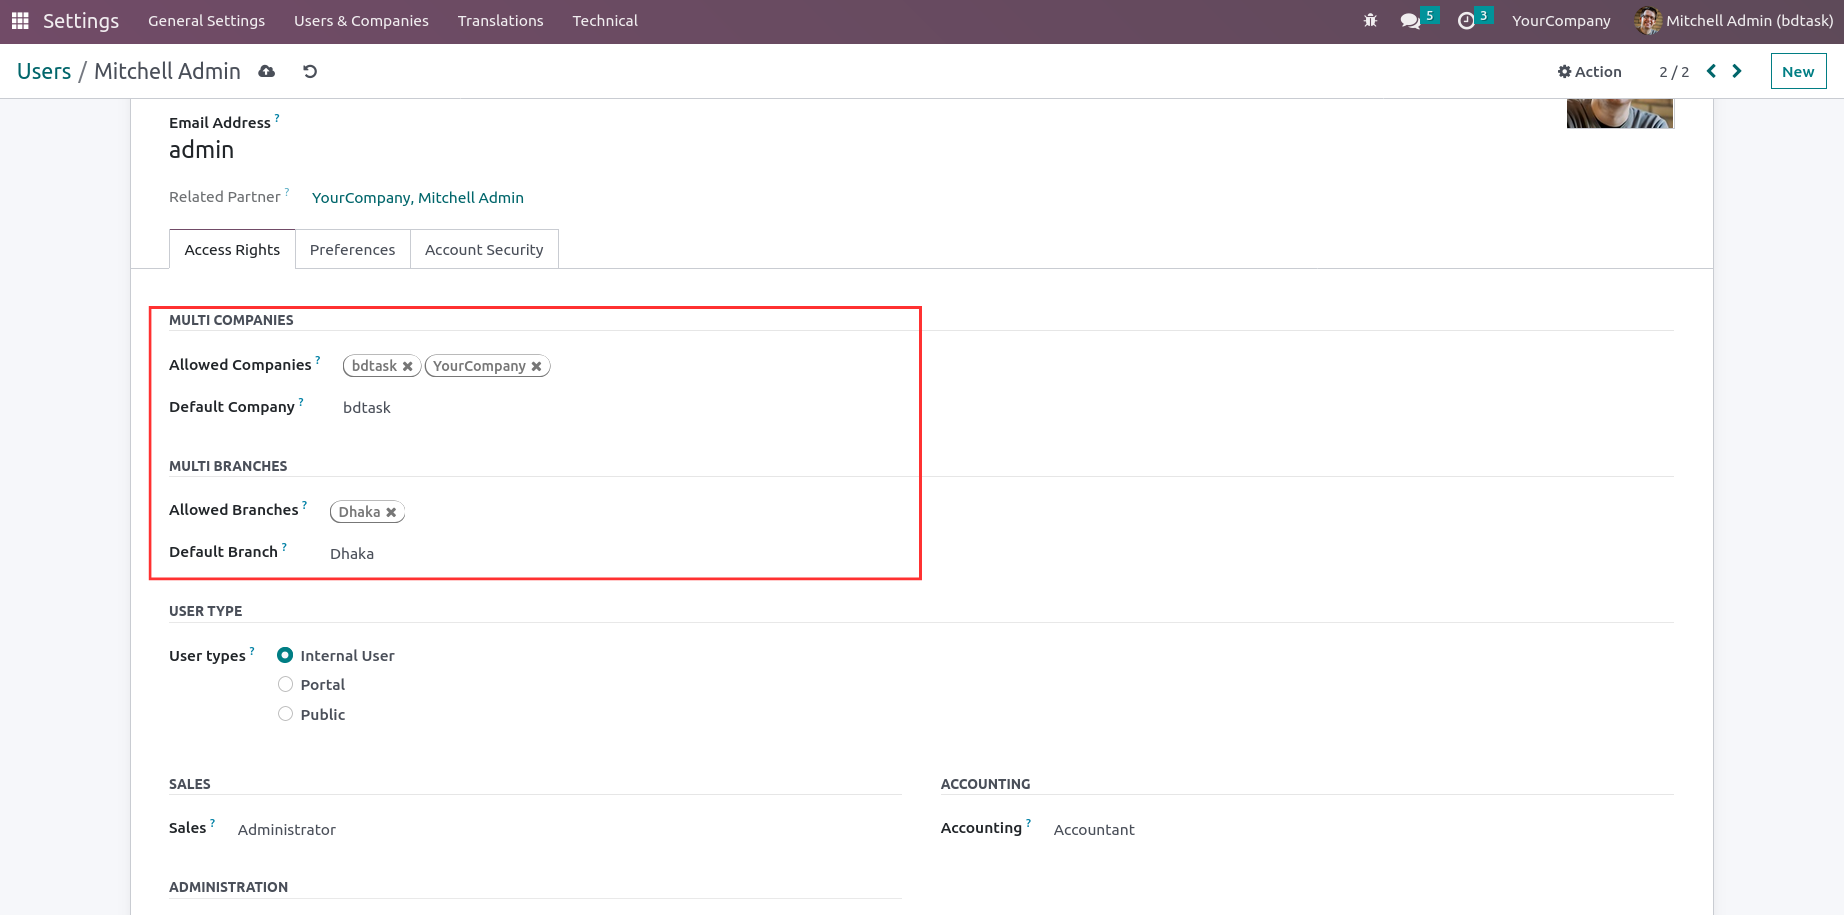 Settings General Settings Users & Companies Translations Technical 5 3 YourCompany Mitchell Admin (bdtask)
Users / Mitchell Admin Action 2 / 2 New
Email Address ?
admin
Related Partner ? YourCompany, Mitchell Admin
Access Rights Preferences Account Security
MULTI COMPANIES
Allowed Companies ? bdtask YourCompany
Default Company ? bdtask
MULTI BRANCHES
Allowed Branches ? Dhaka
Default Branch ? Dhaka
USER TYPE
User types ? Internal User
Portal
Public
SALES ACCOUNTING
Sales ? Administrator Accounting ? Accountant
ADMINISTRATION